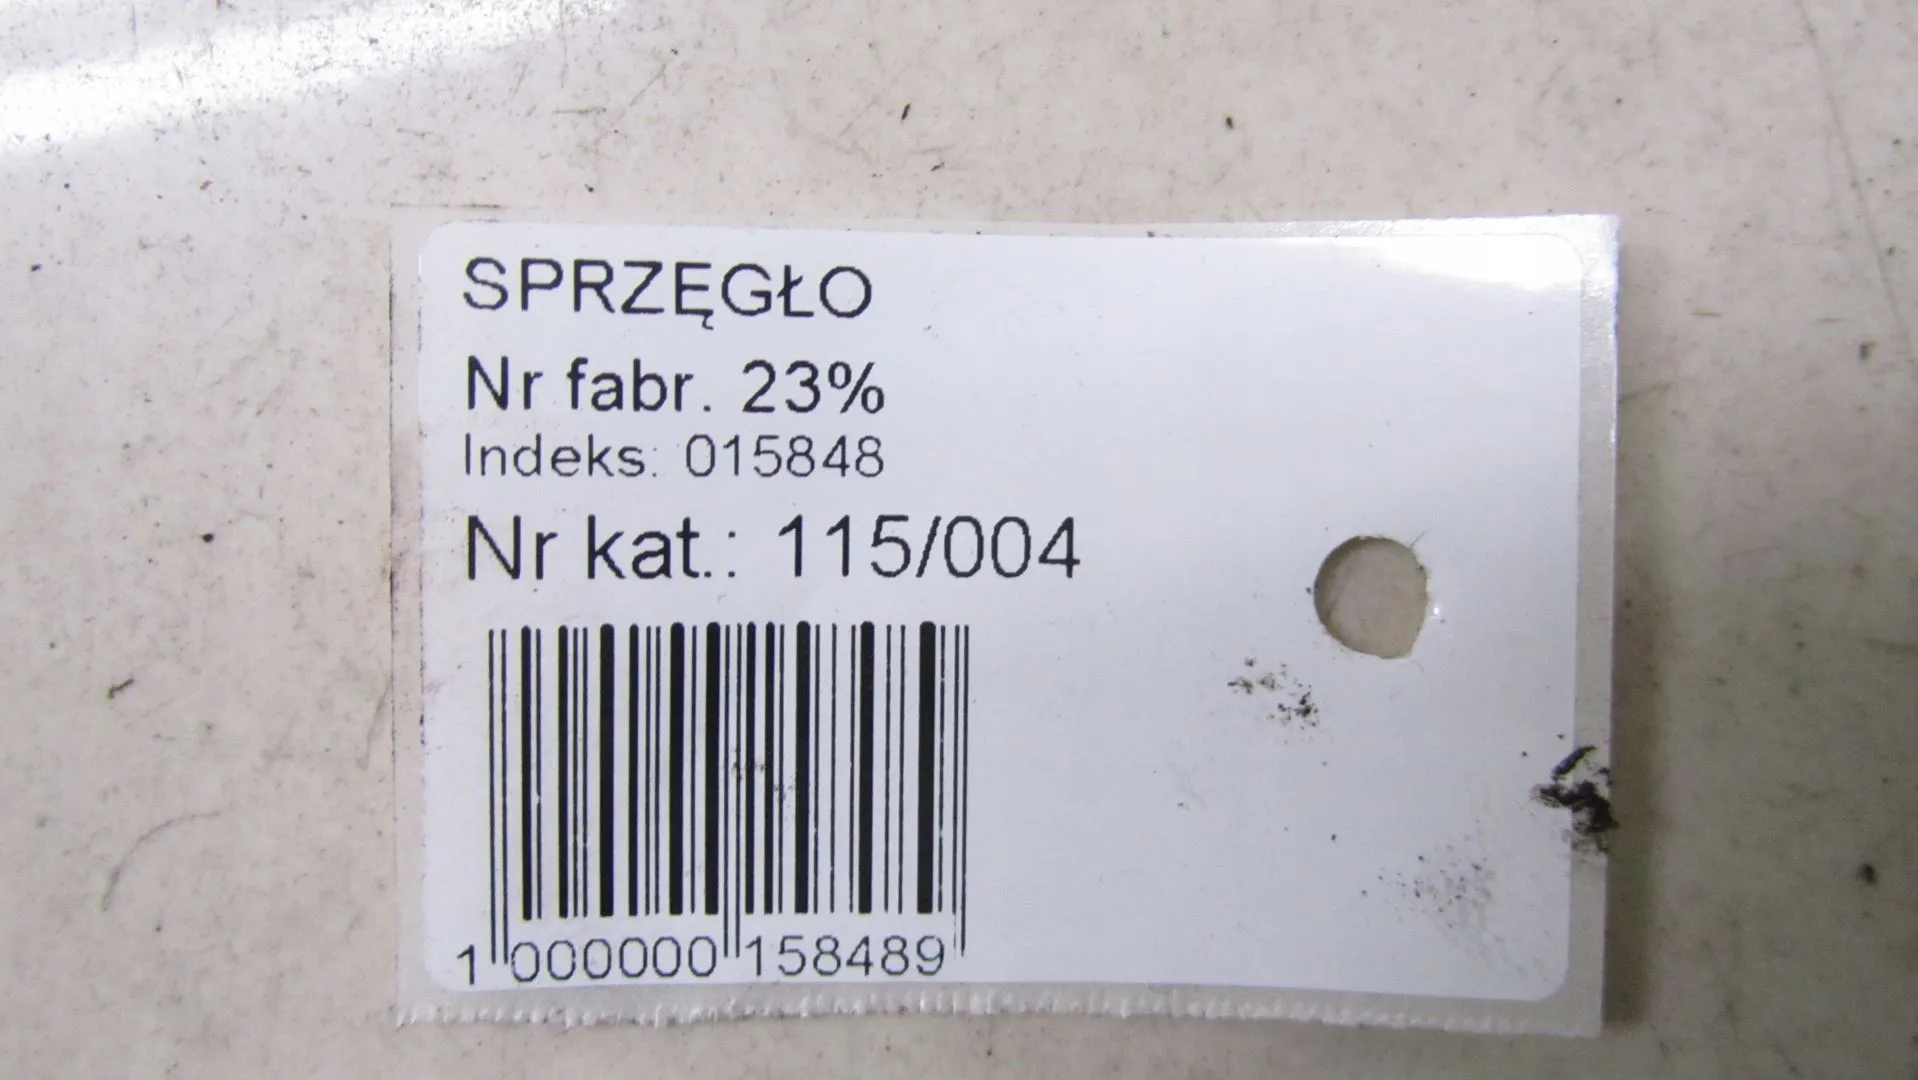 SPRZĘGŁO
Nr fabr. 23%
Indeks: 015848
Nr kat.: 115/004
1 000000 158489